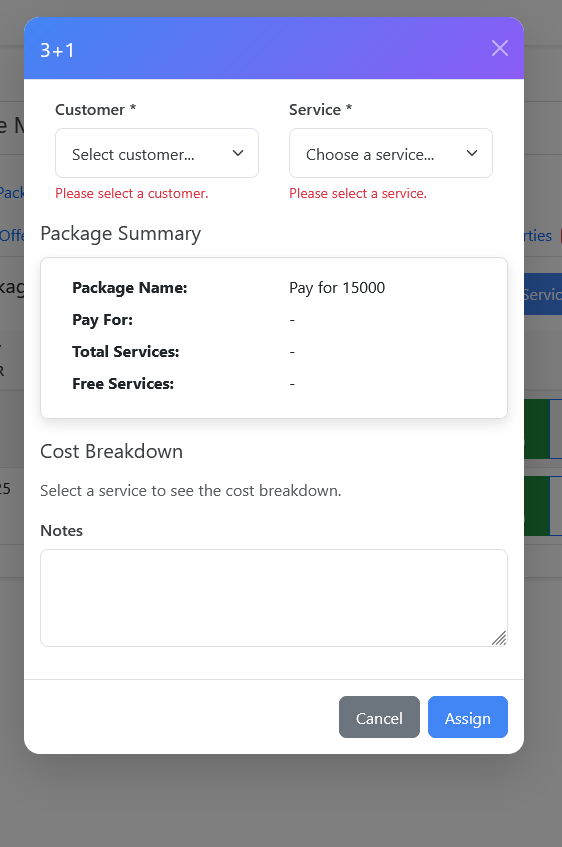 3+1
Customer * Service *
Select customer... Choose a service...
Please select a customer. Please select a service.
Package Summary
Package Name: Pay for 15000
Pay For: -
Total Services: -
Free Services: -
Cost Breakdown
Select a service to see the cost breakdown.
Notes
Cancel Assign